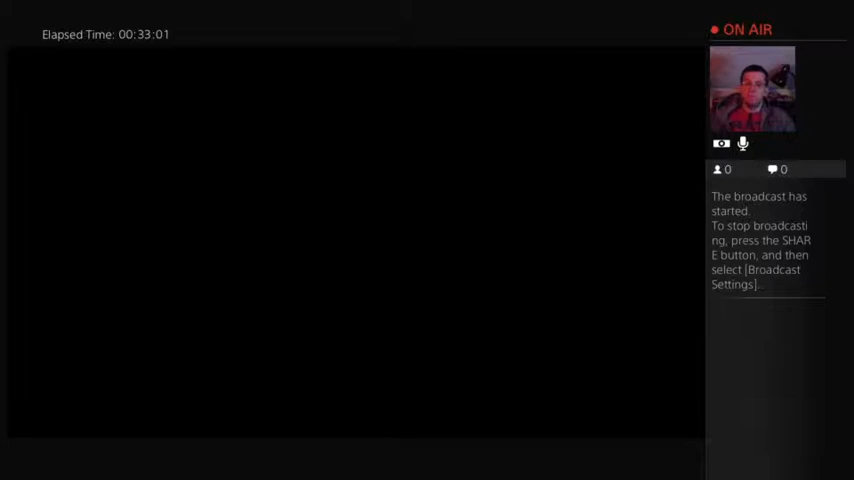 Elapsed Time: 00:33:01
ON AIR
0 0
The broadcast has
started.
To stop broadcasti
ng, press the SHAR
E button, and then
select [Broadcast
Settings].